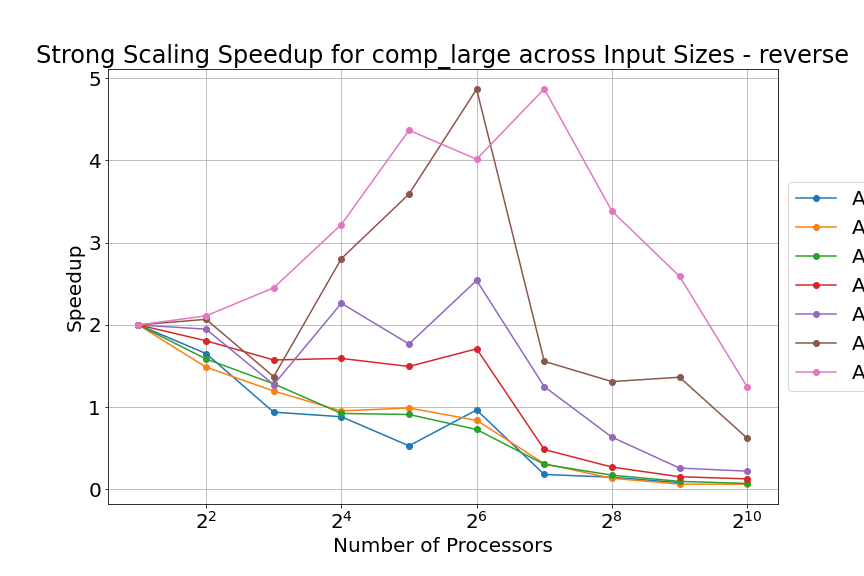 Strong Scaling Speedup for comp_large across Input Sizes - reverse
5
4
3
2
1
0
Speedup
2^2 2^4 2^6 2^8 2^10
Number of Processors
A
A
A
A
A
A
A